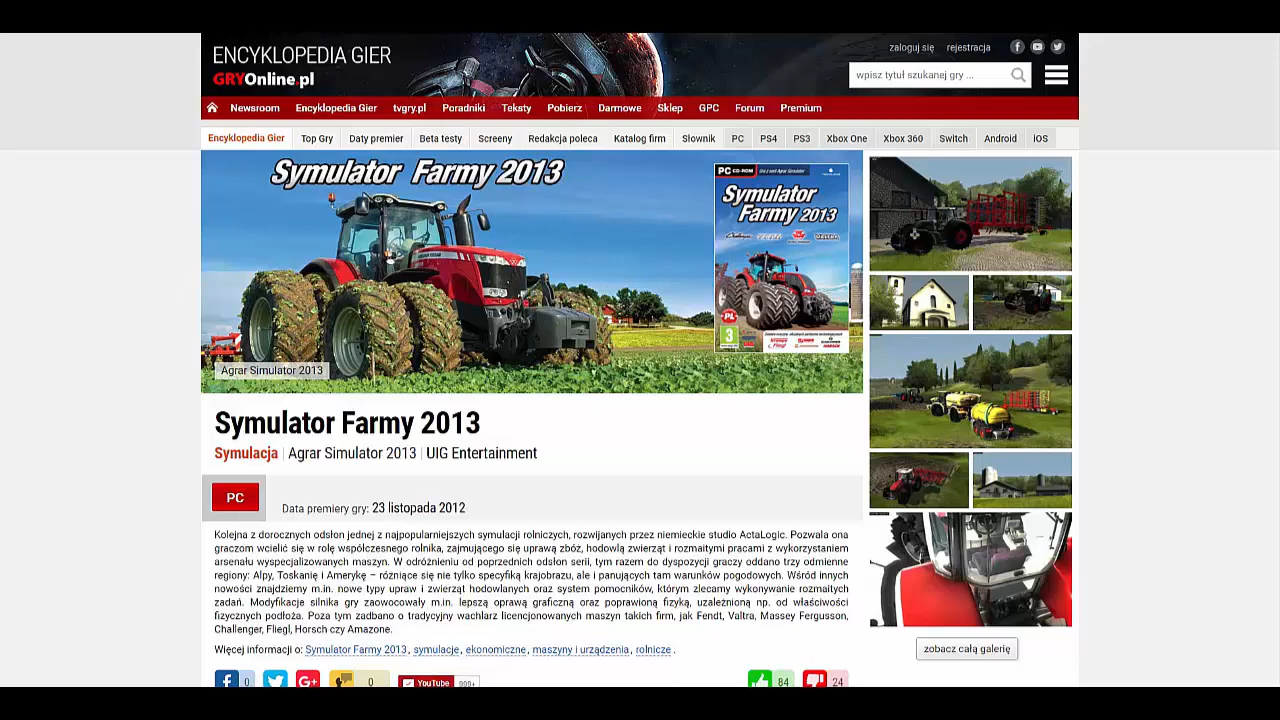 ENCYKLOPEDIA GIER
GRYOnline.pl
zaloguj się rejestracja
wpisz tytuł szukanej gry ...
Newsroom Encyklopedia Gier tvgry.pl Poradniki Teksty Pobierz Darmowe Sklep GPC Forum Premium
Encyklopedia Gier Top Gry Daty premier Beta testy Screeny Redakcja poleca Katalog firm Słownik PC PS4 PS3 Xbox One Xbox 360 Switch Android iOS
Symulator Farmy 2013
PC CD-ROM
Symulator
Farmy 2013
PL
3
Agrar Simulator 2013
Symulator Farmy 2013
Symulacja | Agrar Simulator 2013 | UIG Entertainment
PC
Data premiery gry: 23 listopada 2012
Kolejna z dorocznych odsłon jednej z najpopularniejszych symulacji rolniczych, rozwijanych przez niemieckie studio ActaLogic. Pozwala ona
graczom wcielić się w rolę współczesnego rolnika, zajmującego się uprawą zbóż, hodowlą zwierząt i rozmaitymi pracami z wykorzystaniem
arsenału wyspecjalizowanych maszyn. W odróżnieniu od poprzednich odsłon serii, tym razem do dyspozycji graczy oddano trzy odmienne
regiony: Alpy, Toskanię i Amerykę – różniące się nie tylko specyfiką krajobrazu, ale i panujących tam warunków pogodowych. Wśród innych
nowości znajdziemy m.in. nowe typy upraw i zwierząt hodowlanych oraz system pomocników, którym zlecamy wykonywanie rozmaitych
zadań. Modyfikacje silnika gry zaowocowały m.in. lepszą oprawą graficzną oraz poprawioną fizyką, uzależnioną np. od właściwości
fizycznych podłoża. Poza tym zadbano o tradycyjny wachlarz licencjonowanych maszyn takich firm, jak Fendt, Valtra, Massey Fergusson,
Challenger, Fliegl, Horsch czy Amazone.
Więcej informacji o: Symulator Farmy 2013, symulacje, ekonomiczne, maszyny i urządzenia, rolnicze.
zobacz całą galerię
0 G+ 0 YouTube 999+ 84 24